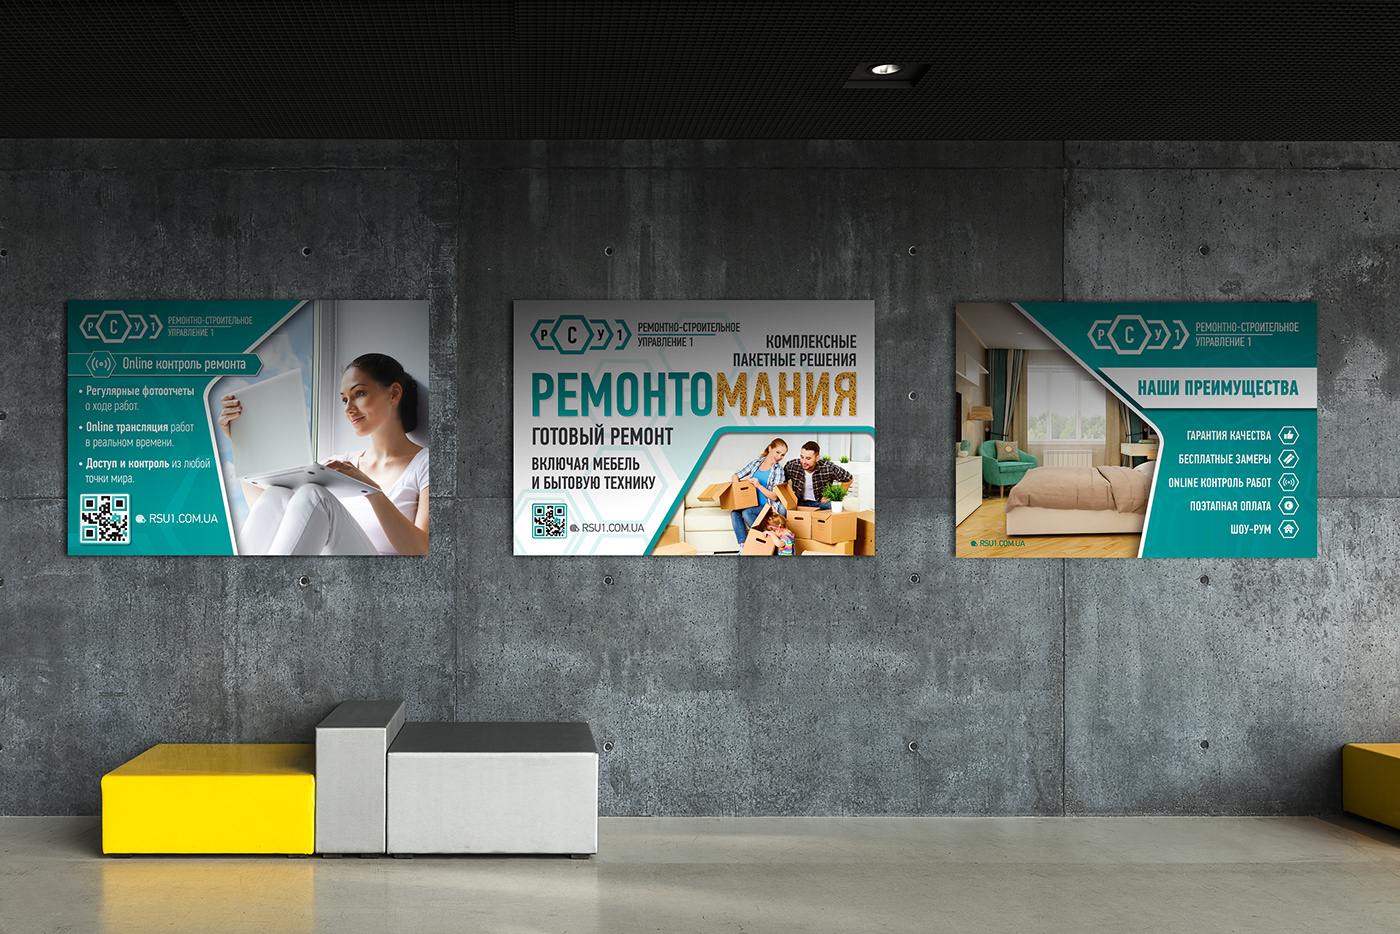 РСУ1
РЕМОНТНО-СТРОИТЕЛЬНОЕ
УПРАВЛЕНИЕ 1
Online контроль ремонта
• Регулярные фотоотчеты
о ходе работ.
• Online трансляция работ
в реальном времени.
• Доступ и контроль из любой
точки мира.
RSU1.COM.UA
РСУ1
РЕМОНТНО-СТРОИТЕЛЬНОЕ
УПРАВЛЕНИЕ 1
КОМПЛЕКСНЫЕ
ПАКЕТНЫЕ РЕШЕНИЯ
РЕМОНТОМАНИЯ
ГОТОВЫЙ РЕМОНТ
ВКЛЮЧАЯ МЕБЕЛЬ
И БЫТОВУЮ ТЕХНИКУ
RSU1.COM.UA
РСУ1
РЕМОНТНО-СТРОИТЕЛЬНОЕ
УПРАВЛЕНИЕ 1
НАШИ ПРЕИМУЩЕСТВА
ГАРАНТИЯ КАЧЕСТВА
БЕСПЛАТНЫЕ ЗАМЕРЫ
ONLINE КОНТРОЛЬ РАБОТ
ПОЭТАПНАЯ ОПЛАТА
ШОУ-РУМ
RSU1.COM.UA